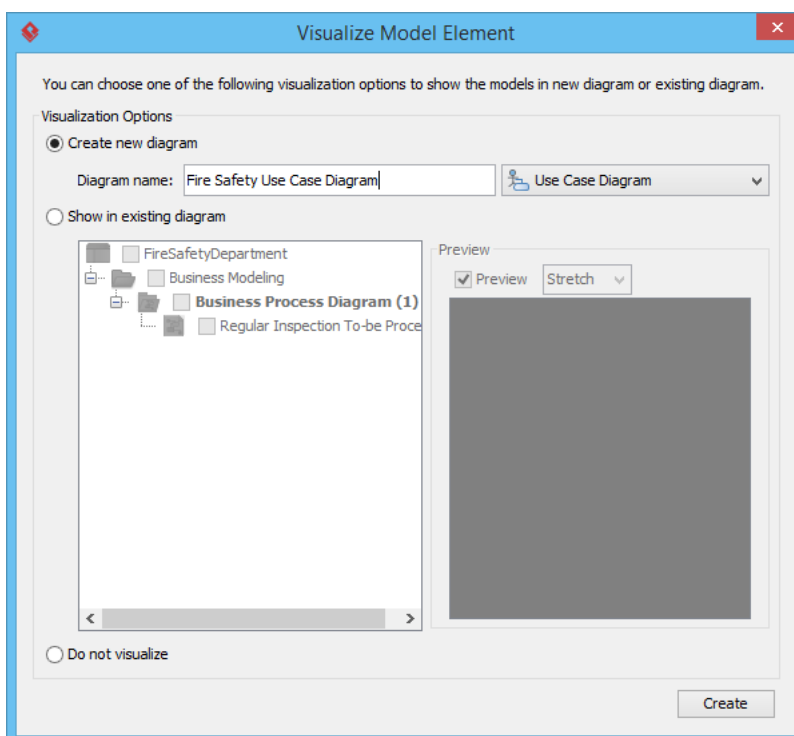 Visualize Model Element
You can choose one of the following visualization options to show the models in new diagram or existing diagram.
Visualization Options
Create new diagram
Diagram name: Fire Safety Use Case Diagram Use Case Diagram
Show in existing diagram
FireSafetyDepartment
Business Modeling
Business Process Diagram (1)
Regular Inspection To-be Proce
Preview
Preview Stretch
Do not visualize
Create